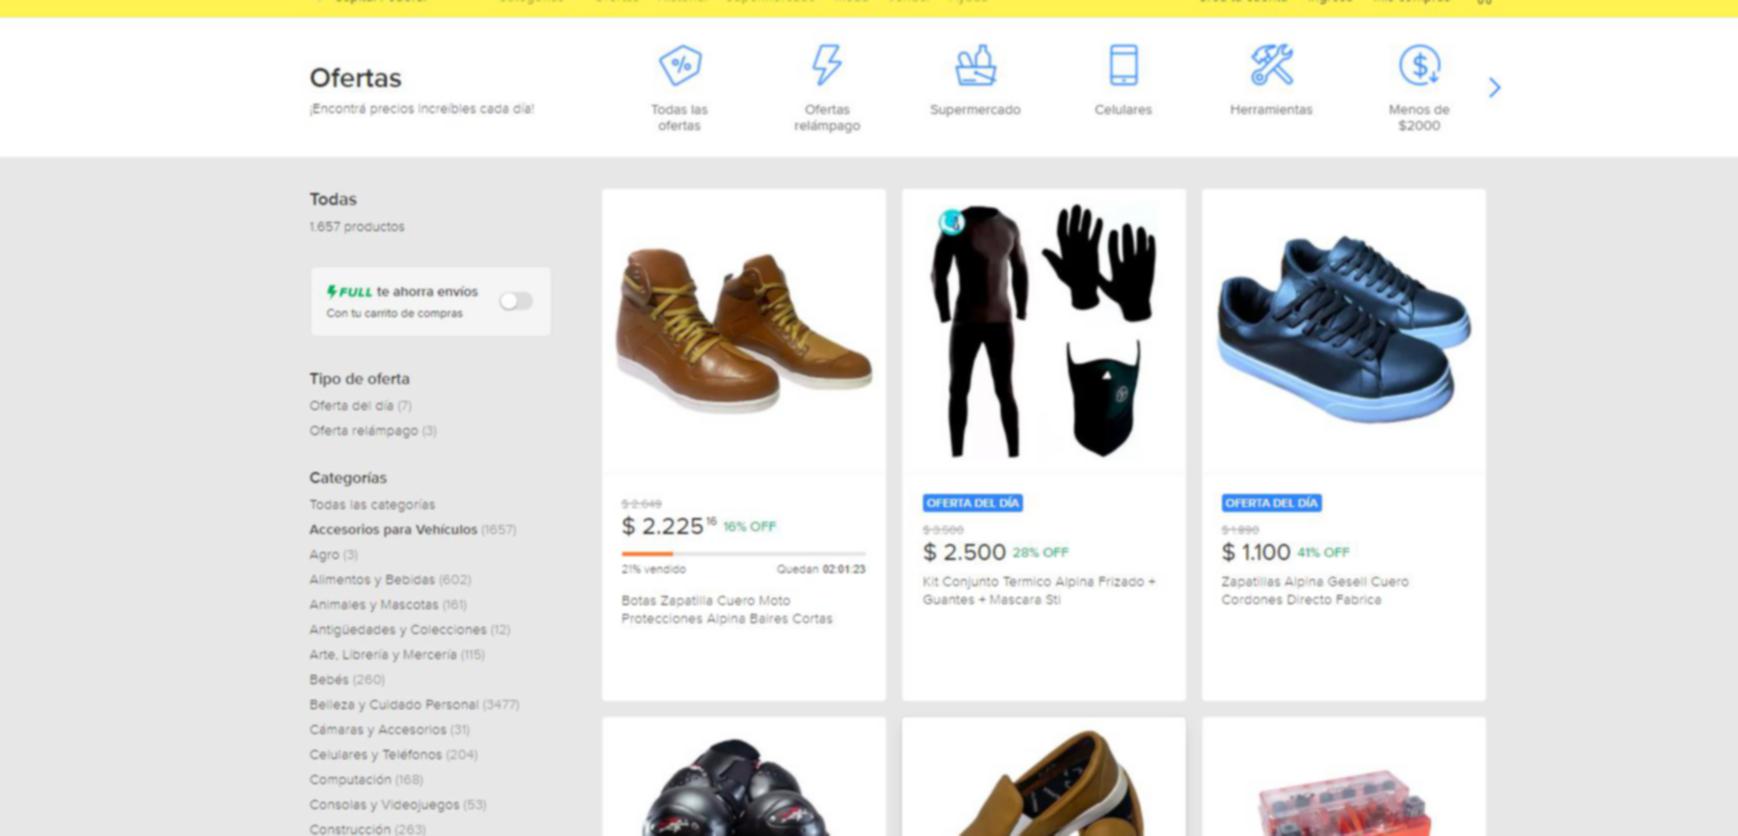 Ofertas
¡Encontrá precios increíbles cada día!
Todas las
ofertas
Ofertas
relámpago
Supermercado
Celulares
Herramientas
Menos de
$2000
Todas
1.657 productos
FULL te ahorra envíos
Con tu carrito de compras
Tipo de oferta
Oferta del día (7)
Oferta relámpago (3)
Categorías
Todas las categorías
Accesorios para Vehículos (1657)
Agro (3)
Alimentos y Bebidas (602)
Animales y Mascotas (161)
Antigüedades y Colecciones (12)
Arte, Librería y Mercería (115)
Bebés (260)
Belleza y Cuidado Personal (3477)
Cámaras y Accesorios (31)
Celulares y Teléfonos (204)
Computación (168)
Consolas y Videojuegos (53)
Construcción (263)
$ 2.649
$ 2.225 16 16% OFF
21% vendido Quedan 02:01:23
Botas Zapatilla Cuero Moto
Protecciones Alpina Baires Cortas
OFERTA DEL DÍA
$ 3.500
$ 2.500 28% OFF
Kit Conjunto Termico Alpina Frizado +
Guantes + Mascara Sti
OFERTA DEL DÍA
$ 1.890
$ 1.100 41% OFF
Zapatillas Alpina Gesell Cuero
Cordones Directo Fabrica